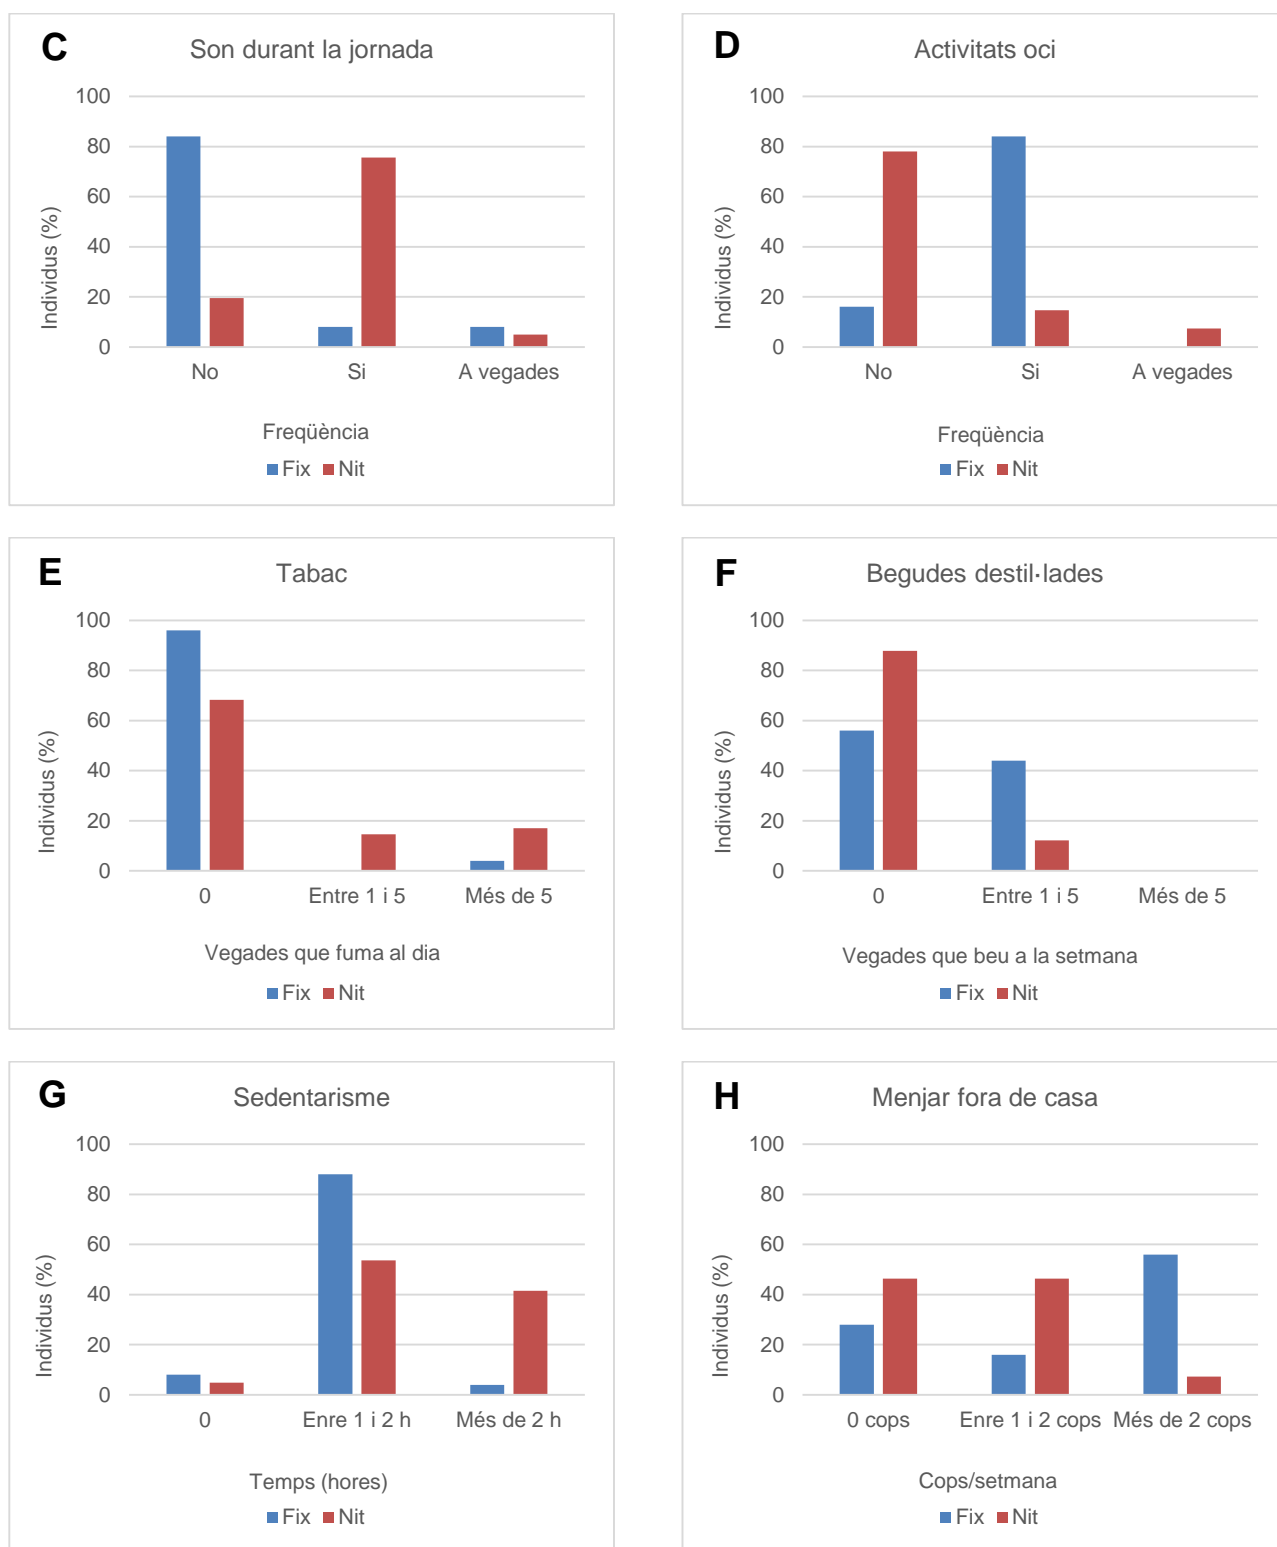 C
Son durant la jornada
100
80
60
40
20
0
Individus (%)
No Si A vegades
Freqüència
Fix Nit
D
Activitats oci
100
80
60
40
20
0
Individus (%)
No Si A vegades
Freqüència
Fix Nit
E
Tabac
100
80
60
40
20
0
Individus (%)
0 Entre 1 i 5 Més de 5
Vegades que fuma al dia
Fix Nit
F
Begudes destil·lades
100
80
60
40
20
0
Individus (%)
0 Entre 1 i 5 Més de 5
Vegades que beu a la setmana
Fix Nit
G
Sedentarisme
100
80
60
40
20
0
Individus (%)
0 Enre 1 i 2 h Més de 2 h
Temps (hores)
Fix Nit
H
Menjar fora de casa
100
80
60
40
20
0
Individus (%)
0 cops Enre 1 i 2 cops Més de 2 cops
Cops/setmana
Fix Nit